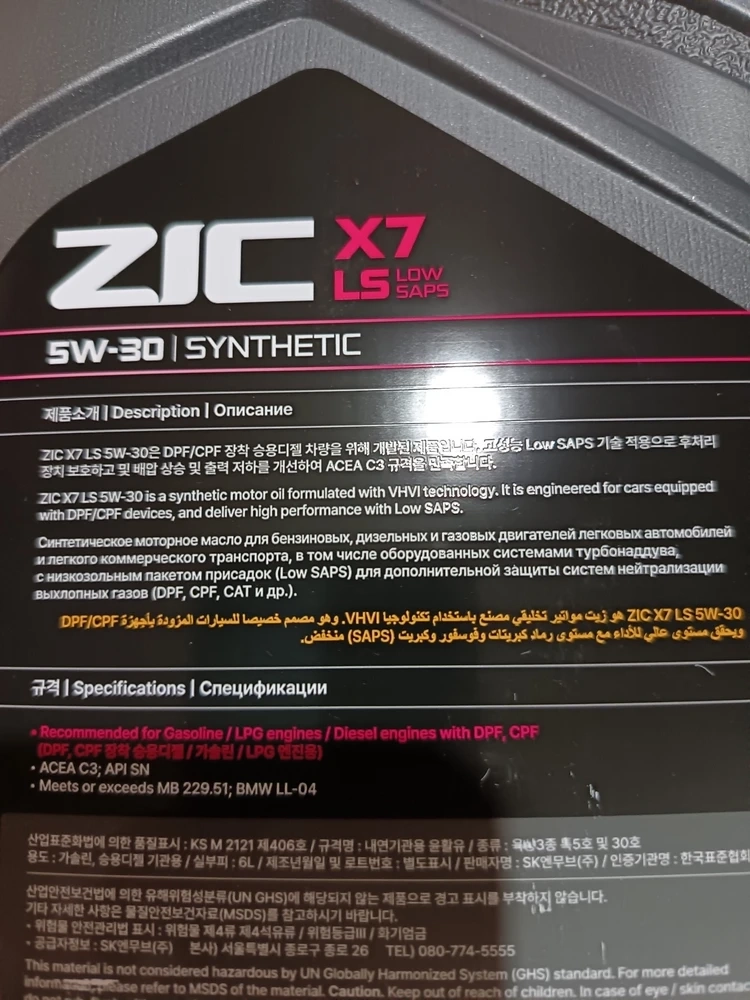 ZIC X7
LS LOW SAPS
5W-30 | SYNTHETIC
제품소개 | Description | Описание
ZIC X7 LS 5W-30은 DPF/CPF 장착 승용디젤 차량을 위해 개발된 제품입니다. 고성능 Low SAPS 기술 적용으로 후처리
장치 보호하고 및 배압 상승 및 출력 저하를 개선하여 ACEA C3 규격을 만족합니다.
ZIC X7 LS 5W-30 is a synthetic motor oil formulated with VHVI technology. It is engineered for cars equipped
with DPF/CPF devices, and deliver high performance with Low SAPS.
Синтетическое моторное масло для бензиновых, дизельных и газовых двигателей легковых автомобилей
и легкого коммерческого транспорта, в том числе оборудованных системами турбонаддува,
с низкозольным пакетом присадок (Low SAPS) для дополнительной защиты систем нейтрализации
выхлопных газов (DPF, CPF, CAT и др.).
ZIC X7 LS 5W-30 هو زيت مواتير تخليقي مصنع باستخدام تكنولوجيا VHVI. وهو مصمم خصيصا للسيارات المزودة بأجهزة DPF/CPF
ويحقق مستوى عالي للأداء مع مستوى رماد كبريتات وفوسفور وكبريت (SAPS) منخفض.
규격 | Specifications | Спецификации
• Recommended for Gasoline / LPG engines / Diesel engines with DPF, CPF
(DPF, CPF 장착 승용디젤 / 가솔린 / LPG 엔진용)
• ACEA C3; API SN
• Meets or exceeds MB 229.51; BMW LL-04
산업표준화법에 의한 품질표시 : KS M 2121 제406호 / 규격명 : 내연기관용 윤활유 / 종류 : 육상3종 특5호 및 30호
용도 : 가솔린, 승용디젤 기관용 / 실부피 : 6L / 제조년월일 및 로트번호 : 별도표시 / 판매자명 : SK엔무브(주) / 인증기관명 : 한국표준협회
산업안전보건법에 의한 유해위험성분류(UN GHS)에 해당되지 않는 제품으로 경고 표시를 부착하지 않습니다.
기타 자세한 사항은 물질안전보건자료(MSDS)를 참고하시기 바랍니다.
• 위험물 안전관리법 표시 : 위험물 제4류 제4석유류 / 위험등급III / 화기엄금
• 공급자정보 : SK엔무브(주) 본사) 서울특별시 종로구 종로 26 TEL) 080-774-5555
This material is not considered hazardous by UN Globally Harmonized System (GHS) standard. For more detailed
information, please refer to MSDS of the material. Caution. Keep out of reach of children. In case of eye / skin contact